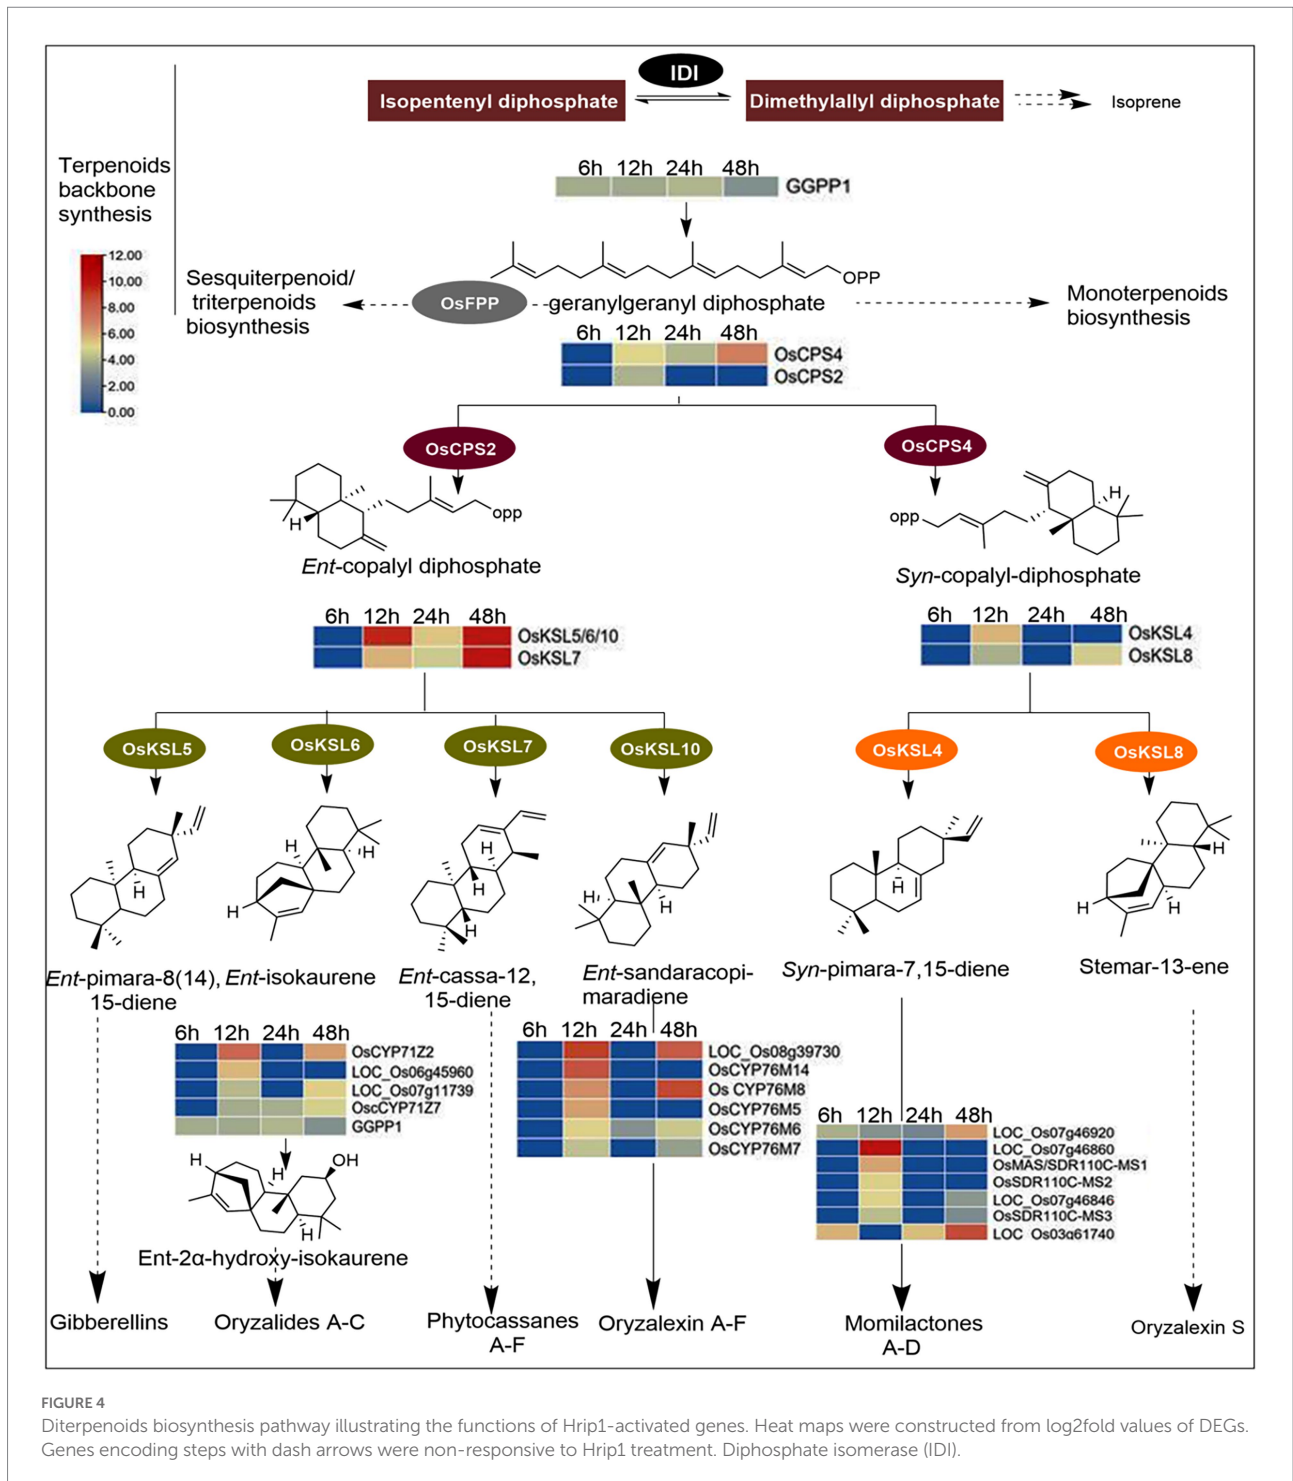 IDI
Isopentenyl diphosphate
Dimethylallyl diphosphate
Isoprene
Terpenoids
backbone
synthesis
6h 12h 24h 48h
GGPP1
12.00
10.00
8.00
6.00
4.00
2.00
0.00
OPP
Sesquiterpenoid/
triterpenoids
biosynthesis
OsFPP
geranylgeranyl diphosphate
Monoterpenoids
biosynthesis
6h 12h 24h 48h
OsCPS4
OsCPS2
OsCPS2
OsCPS4
H
opp
Ent-copalyl diphosphate
H
opp
Syn-copalyl-diphosphate
6h 12h 24h 48h
OsKSL5/6/10
OsKSL7
6h 12h 24h 48h
OsKSL4
OsKSL8
OsKSL5
OsKSL6
OsKSL7
OsKSL10
OsKSL4
OsKSL8
H
H
H
H
H
H
H
H
H
H
H
H
H
Ent-pimara-8(14),
15-diene
Ent-isokaurene
Ent-cassa-12,
15-diene
Ent-sandaracopi-
maradiene
Syn-pimara-7,15-diene
Stemar-13-ene
6h 12h 24h 48h
OsCYP71Z2
LOC_Os06g45960
LOC_Os07g11739
OscCYP71Z7
GGPP1
6h 12h 24h 48h
LOC_Os08g39730
OsCYP76M14
Os CYP76M8
OsCYP76M5
OsCYP76M6
OsCYP76M7
6h 12h 24h 48h
LOC_Os07g46920
LOC_Os07g46860
OsMAS/SDR110C-MS1
OsSDR110C-MS2
LOC_Os07g46846
OsSDR110C-MS3
LOC_Os03g61740
H
H
OH
H
Ent-2α-hydroxy-isokaurene
Gibberellins
Oryzalides A-C
Phytocassanes
A-F
Oryzalexin A-F
Momilactones
A-D
Oryzalexin S
FIGURE 4
Diterpenoids biosynthesis pathway illustrating the functions of Hrip1-activated genes. Heat maps were constructed from log2fold values of DEGs.
Genes encoding steps with dash arrows were non-responsive to Hrip1 treatment. Diphosphate isomerase (IDI).